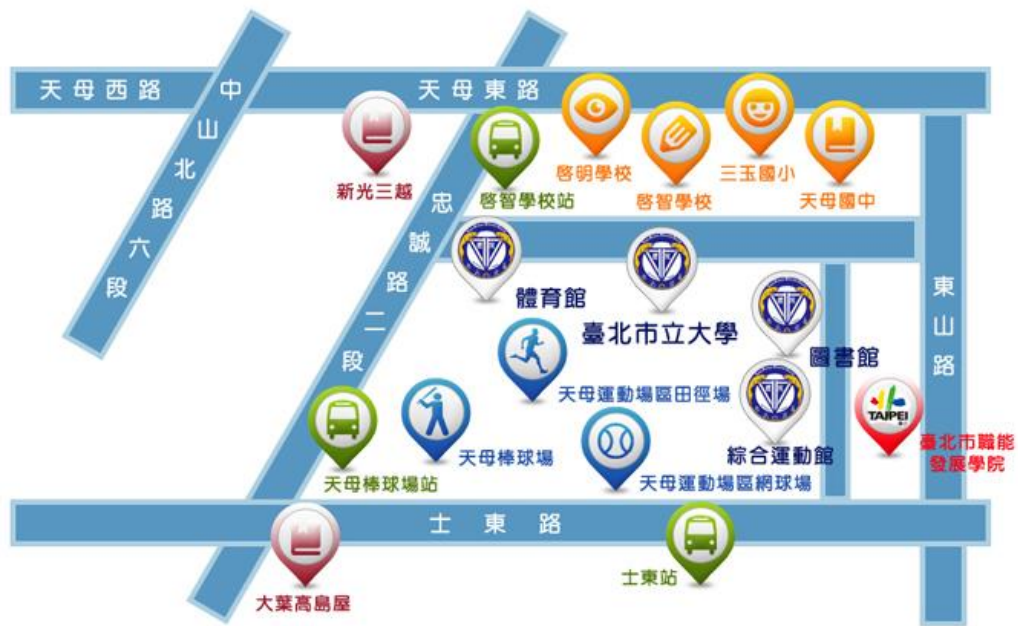 天母西路
中山北路六段
天母東路
新光三越
啓智學校站
啓明學校
啓智學校
三玉國小
天母國中
忠誠路二段
體育館
臺北市立大學
圖書館
東山路
天母運動場區田徑場
TAIPEI
臺北市職能
發展學院
天母棒球場站
天母棒球場
天母運動場區網球場
綜合運動館
士東路
大葉高島屋
士東站